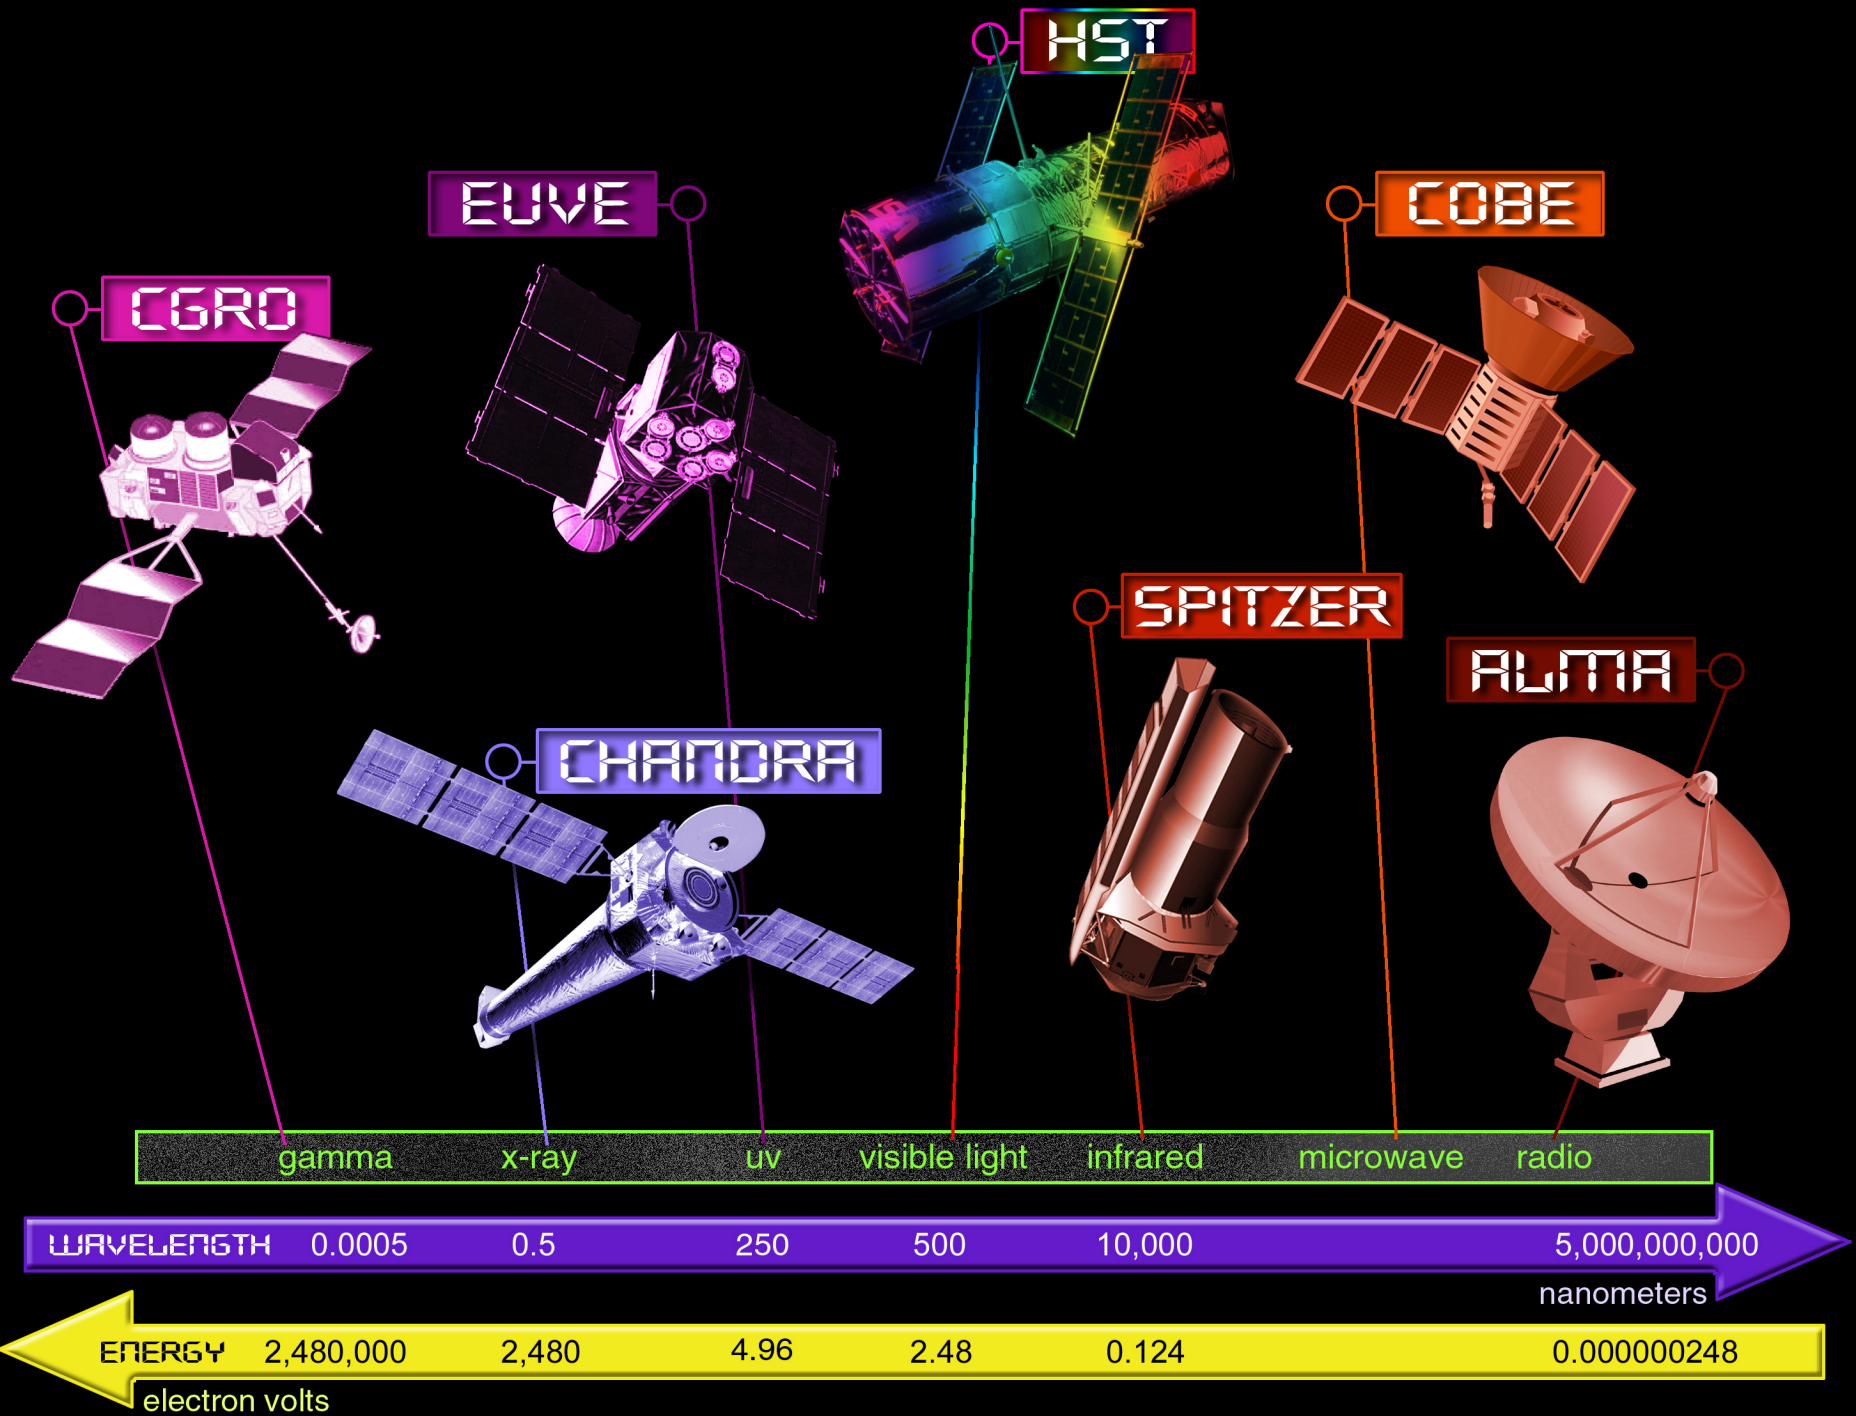 HST
EUVE
COBE
CGRO
SPITZER
ALMA
CHANDRA
gamma x-ray uv visible light infrared microwave radio
WAVELENGTH 0.0005 0.5 250 500 10,000 5,000,000,000
nanometers
ENERGY 2,480,000 2,480 4.96 2.48 0.124 0.000000248
electron volts